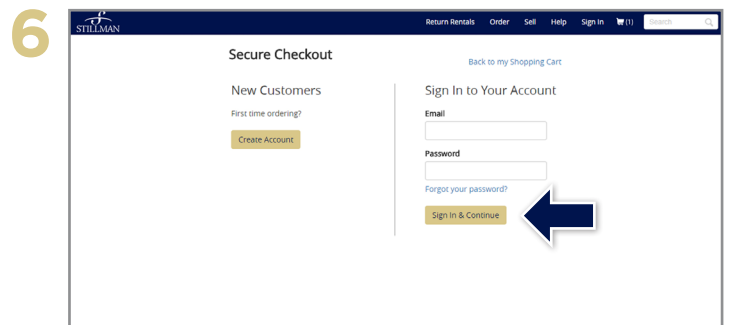 6
STILLMAN
Return Rentals Order Sell Help Sign In (1) Search
Secure Checkout
Back to my Shopping Cart
New Customers
First time ordering?
Create Account
Sign In to Your Account
Email
Password
Forgot your password?
Sign In & Continue